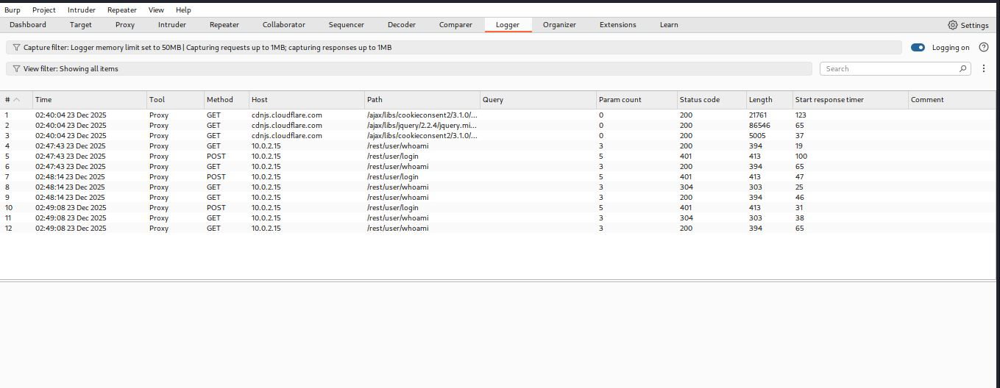 Burp Project Intruder Repeater View Help
Dashboard Target Proxy Intruder Repeater Collaborator Sequencer Decoder Comparer Logger Organizer Extensions Learn Settings
Capture filter: Logger memory limit set to 50MB | Capturing requests up to 1MB; capturing responses up to 1MB Logging on ?
View filter: Showing all items Search
# Time Tool Method Host Path Query Param count Status code Length Start response timer Comment
1 02:40:04 23 Dec 2025 Proxy GET cdnjs.cloudflare.com /ajax/libs/cookieconsent2/3.1.0/... 0 200 21761 123
2 02:40:04 23 Dec 2025 Proxy GET cdnjs.cloudflare.com /ajax/libs/jquery/2.2.4/jquery.mi... 0 200 86546 65
3 02:40:04 23 Dec 2025 Proxy GET cdnjs.cloudflare.com /ajax/libs/cookieconsent2/3.1.0/... 0 200 5005 37
4 02:47:43 23 Dec 2025 Proxy GET 10.0.2.15 /rest/user/whoami 3 200 394 19
5 02:47:43 23 Dec 2025 Proxy POST 10.0.2.15 /rest/user/login 5 401 413 100
6 02:47:43 23 Dec 2025 Proxy GET 10.0.2.15 /rest/user/whoami 3 200 394 65
7 02:48:14 23 Dec 2025 Proxy POST 10.0.2.15 /rest/user/login 5 401 413 47
8 02:48:14 23 Dec 2025 Proxy GET 10.0.2.15 /rest/user/whoami 3 304 303 25
9 02:48:14 23 Dec 2025 Proxy GET 10.0.2.15 /rest/user/whoami 3 200 394 46
10 02:49:08 23 Dec 2025 Proxy POST 10.0.2.15 /rest/user/login 5 401 413 31
11 02:49:08 23 Dec 2025 Proxy GET 10.0.2.15 /rest/user/whoami 3 304 303 38
12 02:49:08 23 Dec 2025 Proxy GET 10.0.2.15 /rest/user/whoami 3 200 394 65